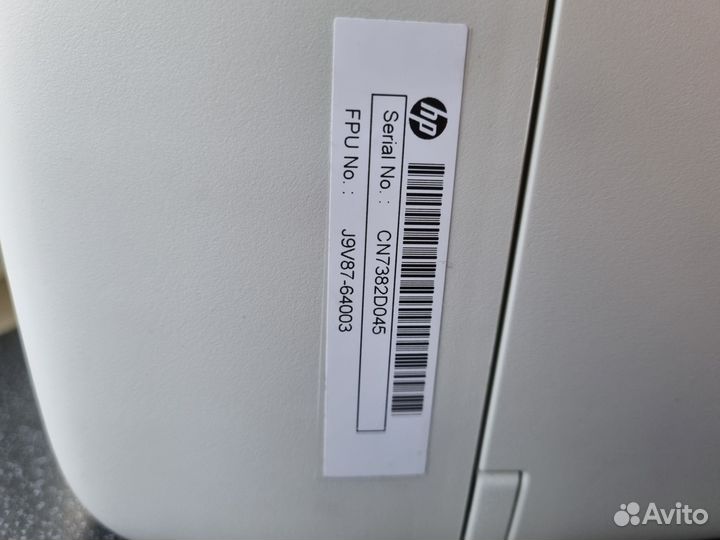 hp
Serial No. : CN7382D045
FPU No. : J9V87-64003
Avito